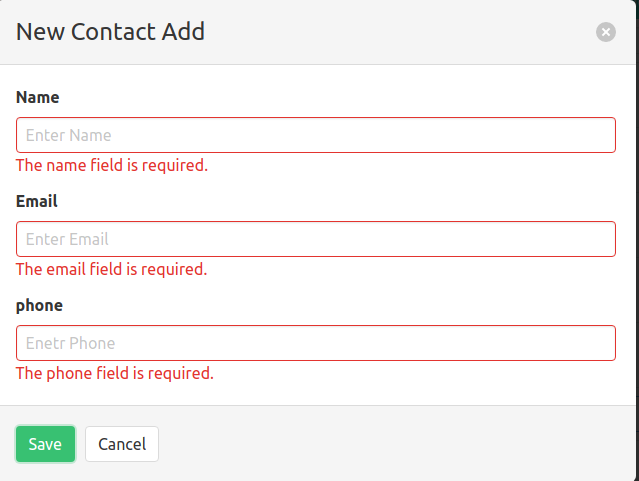 New Contact Add
Name
Enter Name
The name field is required.
Email
Enter Email
The email field is required.
phone
Enetr Phone
The phone field is required.
Save Cancel